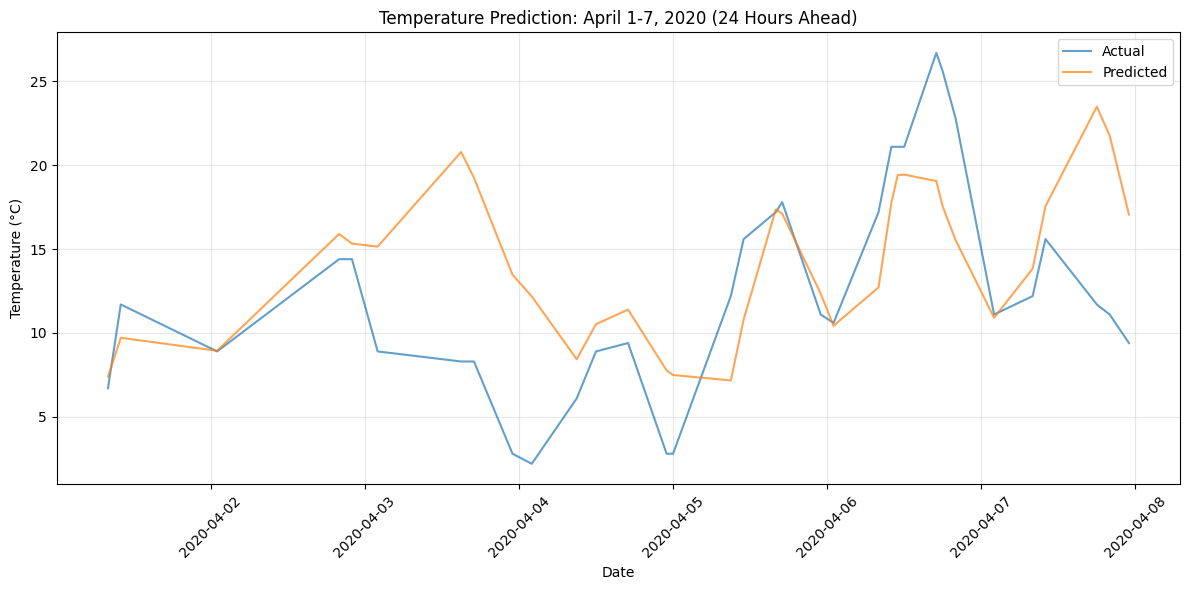 Temperature Prediction: April 1-7, 2020 (24 Hours Ahead)
Actual
Predicted
Temperature (°C)
25
20
15
10
5
2020-04-02
2020-04-03
2020-04-04
2020-04-05
2020-04-06
2020-04-07
2020-04-08
Date